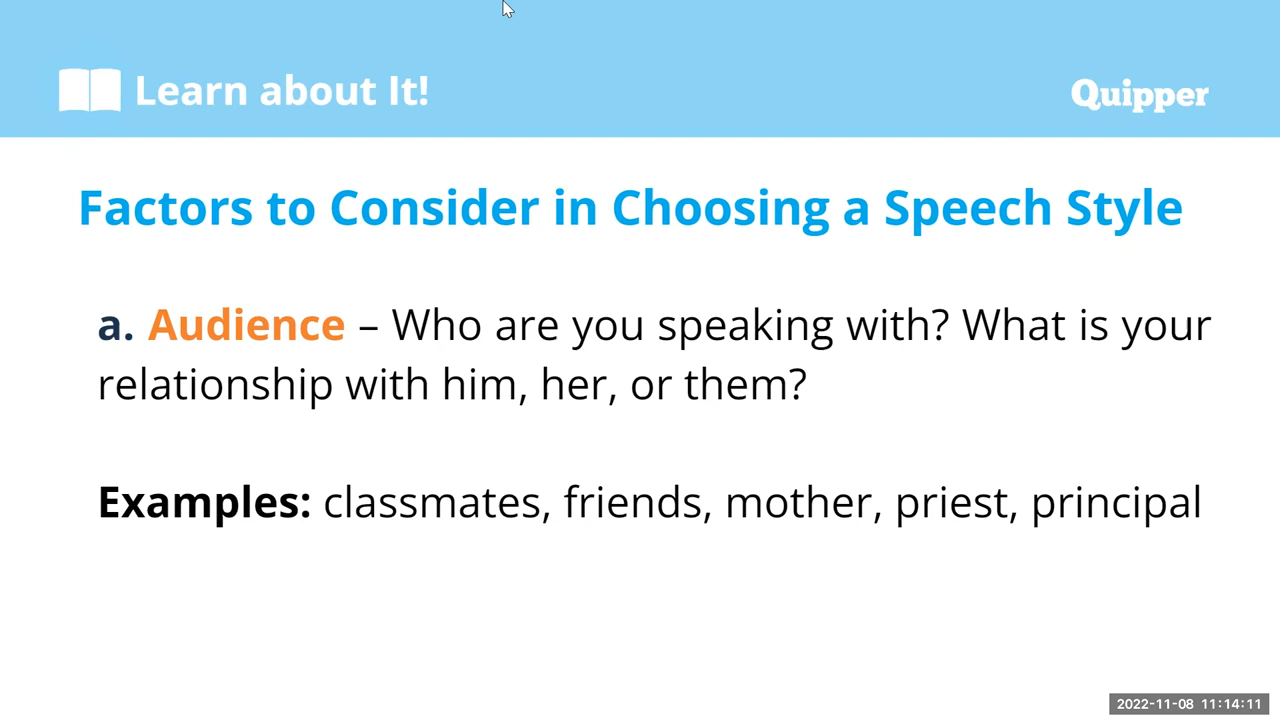 Learn about It!
Quipper
Factors to Consider in Choosing a Speech Style
a. Audience – Who are you speaking with? What is your
relationship with him, her, or them?
Examples: classmates, friends, mother, priest, principal
2022-11-08 11:14:11